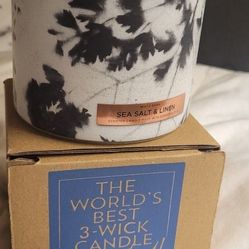 SEA SALT & LINEN
THE
WORLD'S
BEST
3-WICK
CANDLE